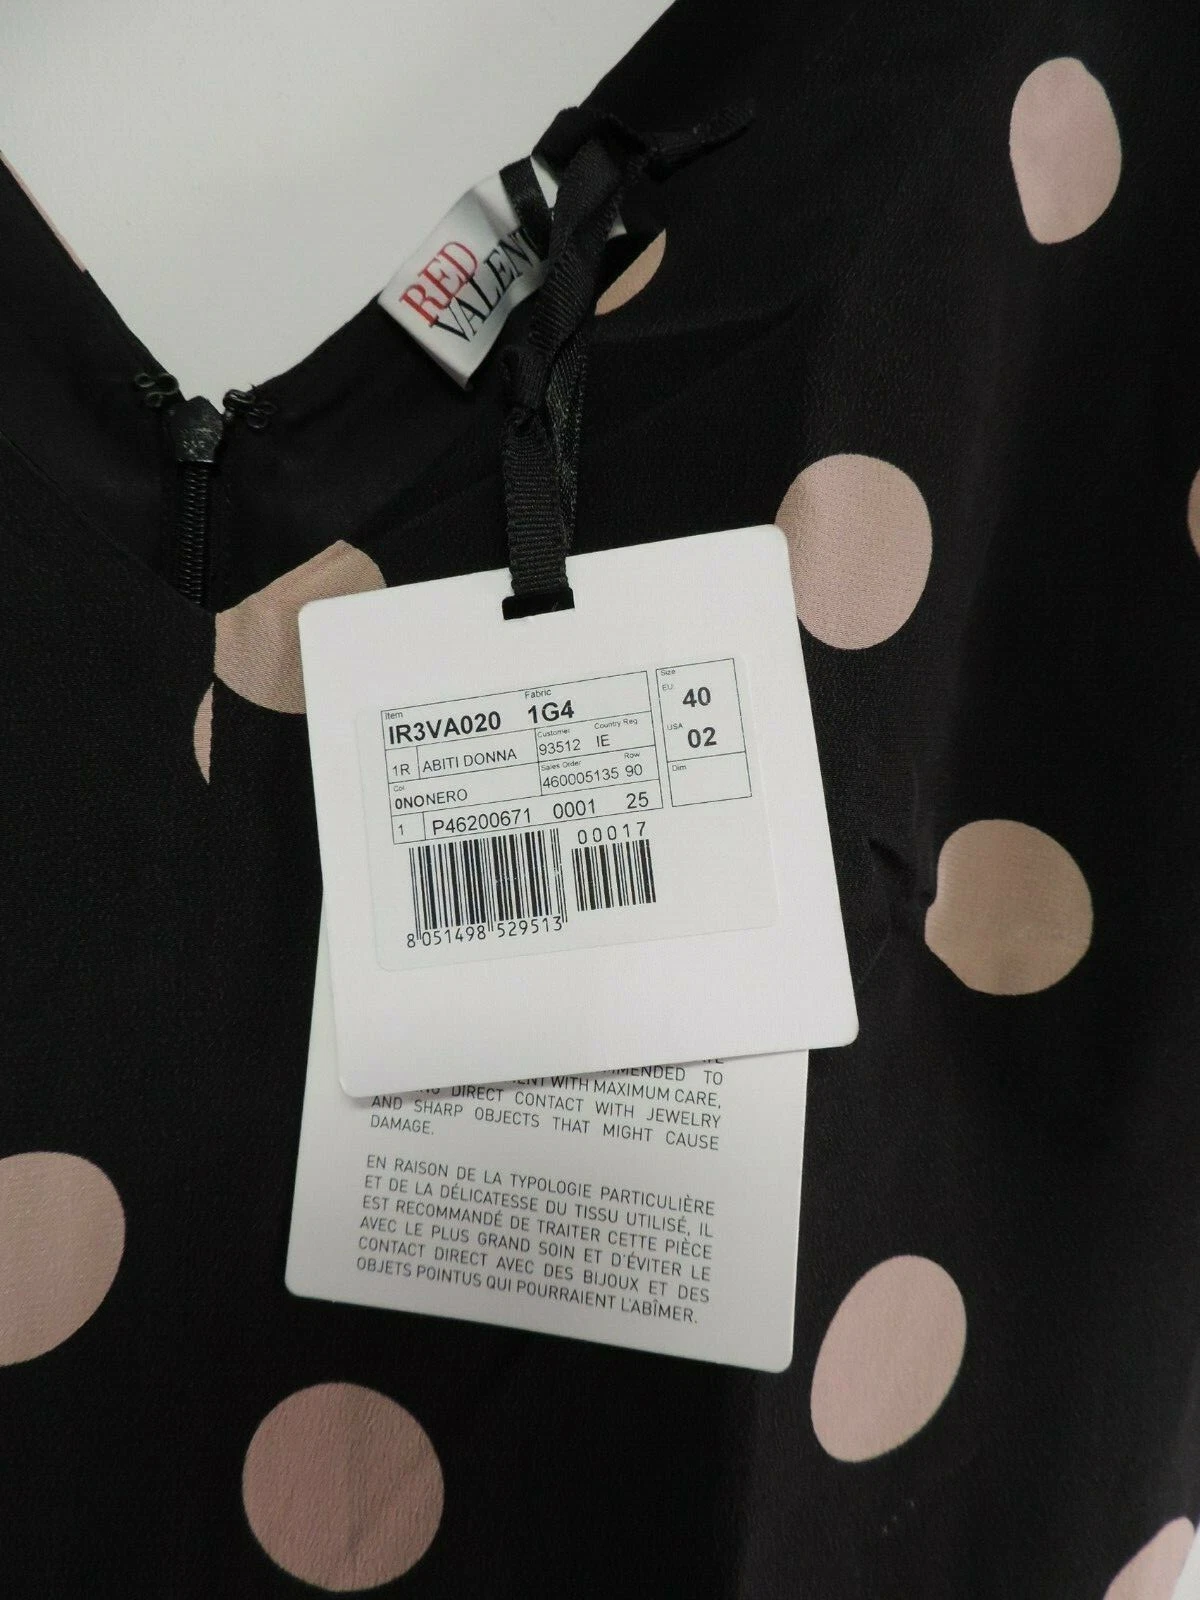 RED
Item Fabric
IR3VA020 1G4
1R ABITI DONNA
Customer Country Reg
93512 IE
Col Sales Order Row
0NO NERO 460005135 90
1 P46200671 0001 25
Size
EU 40
USA 02
Dim
00017
8 051498 529513
TO
WITH MAXIMUM CARE,
DIRECT CONTACT WITH JEWELRY
AND SHARP OBJECTS THAT MIGHT CAUSE
DAMAGE.
EN RAISON DE LA TYPOLOGIE PARTICULIÈRE
ET DE LA DÉLICATESSE DU TISSU UTILISÉ, IL
EST RECOMMANDÉ DE TRAITER CETTE PIÈCE
AVEC LE PLUS GRAND SOIN ET D'ÉVITER LE
CONTACT DIRECT AVEC DES BIJOUX ET DES
OBJETS POINTUS QUI POURRAIENT L'ABÎMER.